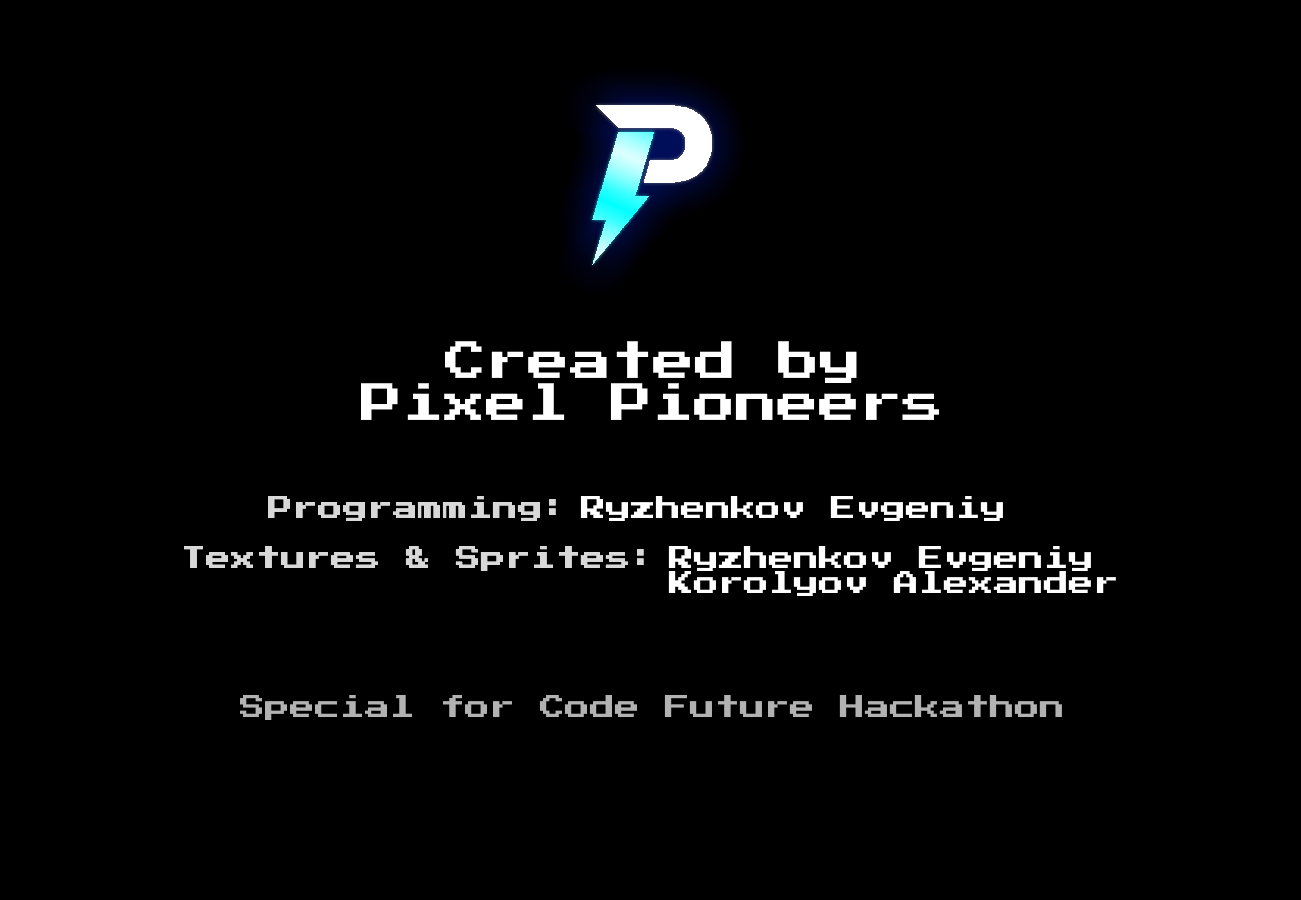 Created by
Pixel Pioneers
Programming: Ryzhenkov Evgeniy
Textures & Sprites: Ryzhenkov Evgeniy
Korolyov Alexander
Special for Code Future Hackathon